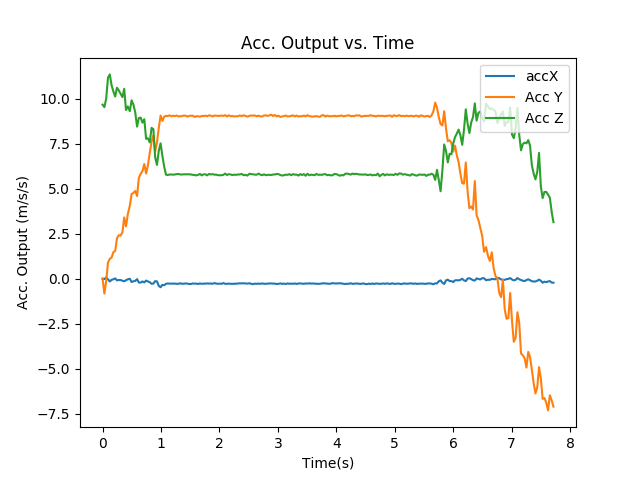 Acc. Output vs. Time
accX
Acc Y
Acc Z
Acc. Output (m/s/s)
10.0
7.5
5.0
2.5
0.0
−2.5
−5.0
−7.5
0 1 2 3 4 5 6 7 8
Time(s)